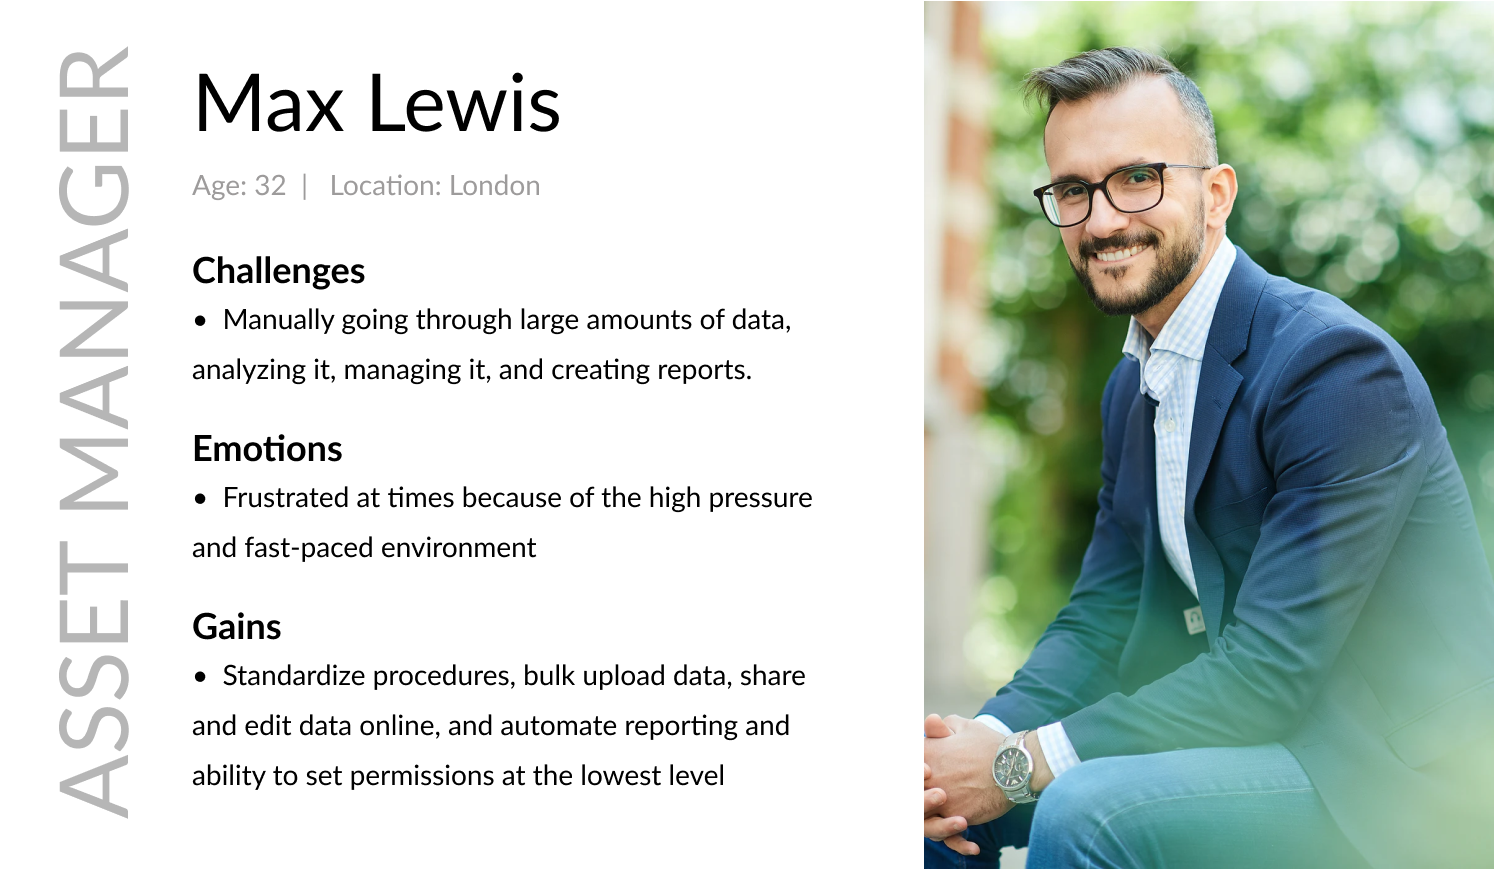 ASSET MANAGER
Max Lewis
Age: 32 | Location: London
Challenges
• Manually going through large amounts of data,
analyzing it, managing it, and creating reports.
Emotions
• Frustrated at times because of the high pressure
and fast-paced environment
Gains
• Standardize procedures, bulk upload data, share
and edit data online, and automate reporting and
ability to set permissions at the lowest level